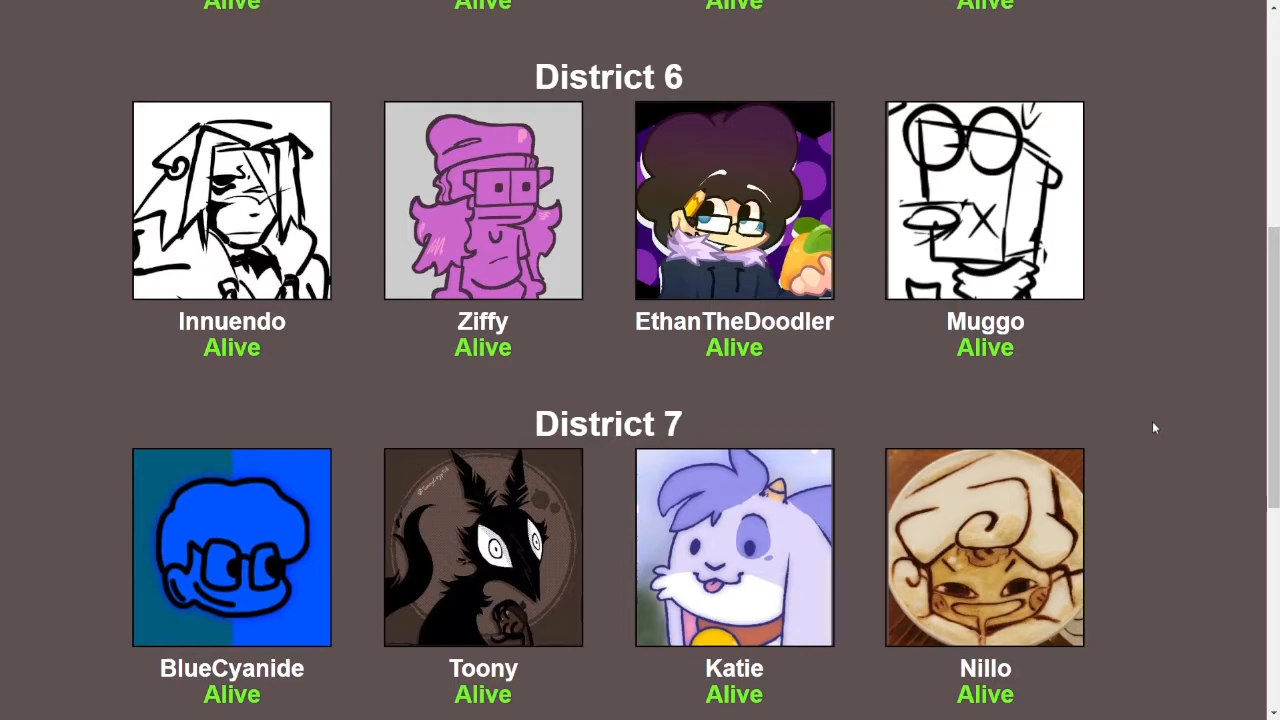 Alive Alive Alive Alive
District 6
Innuendo Ziffy EthanTheDoodler Muggo
Alive Alive Alive Alive
District 7
BlueCyanide Toony Katie Nillo
Alive Alive Alive Alive